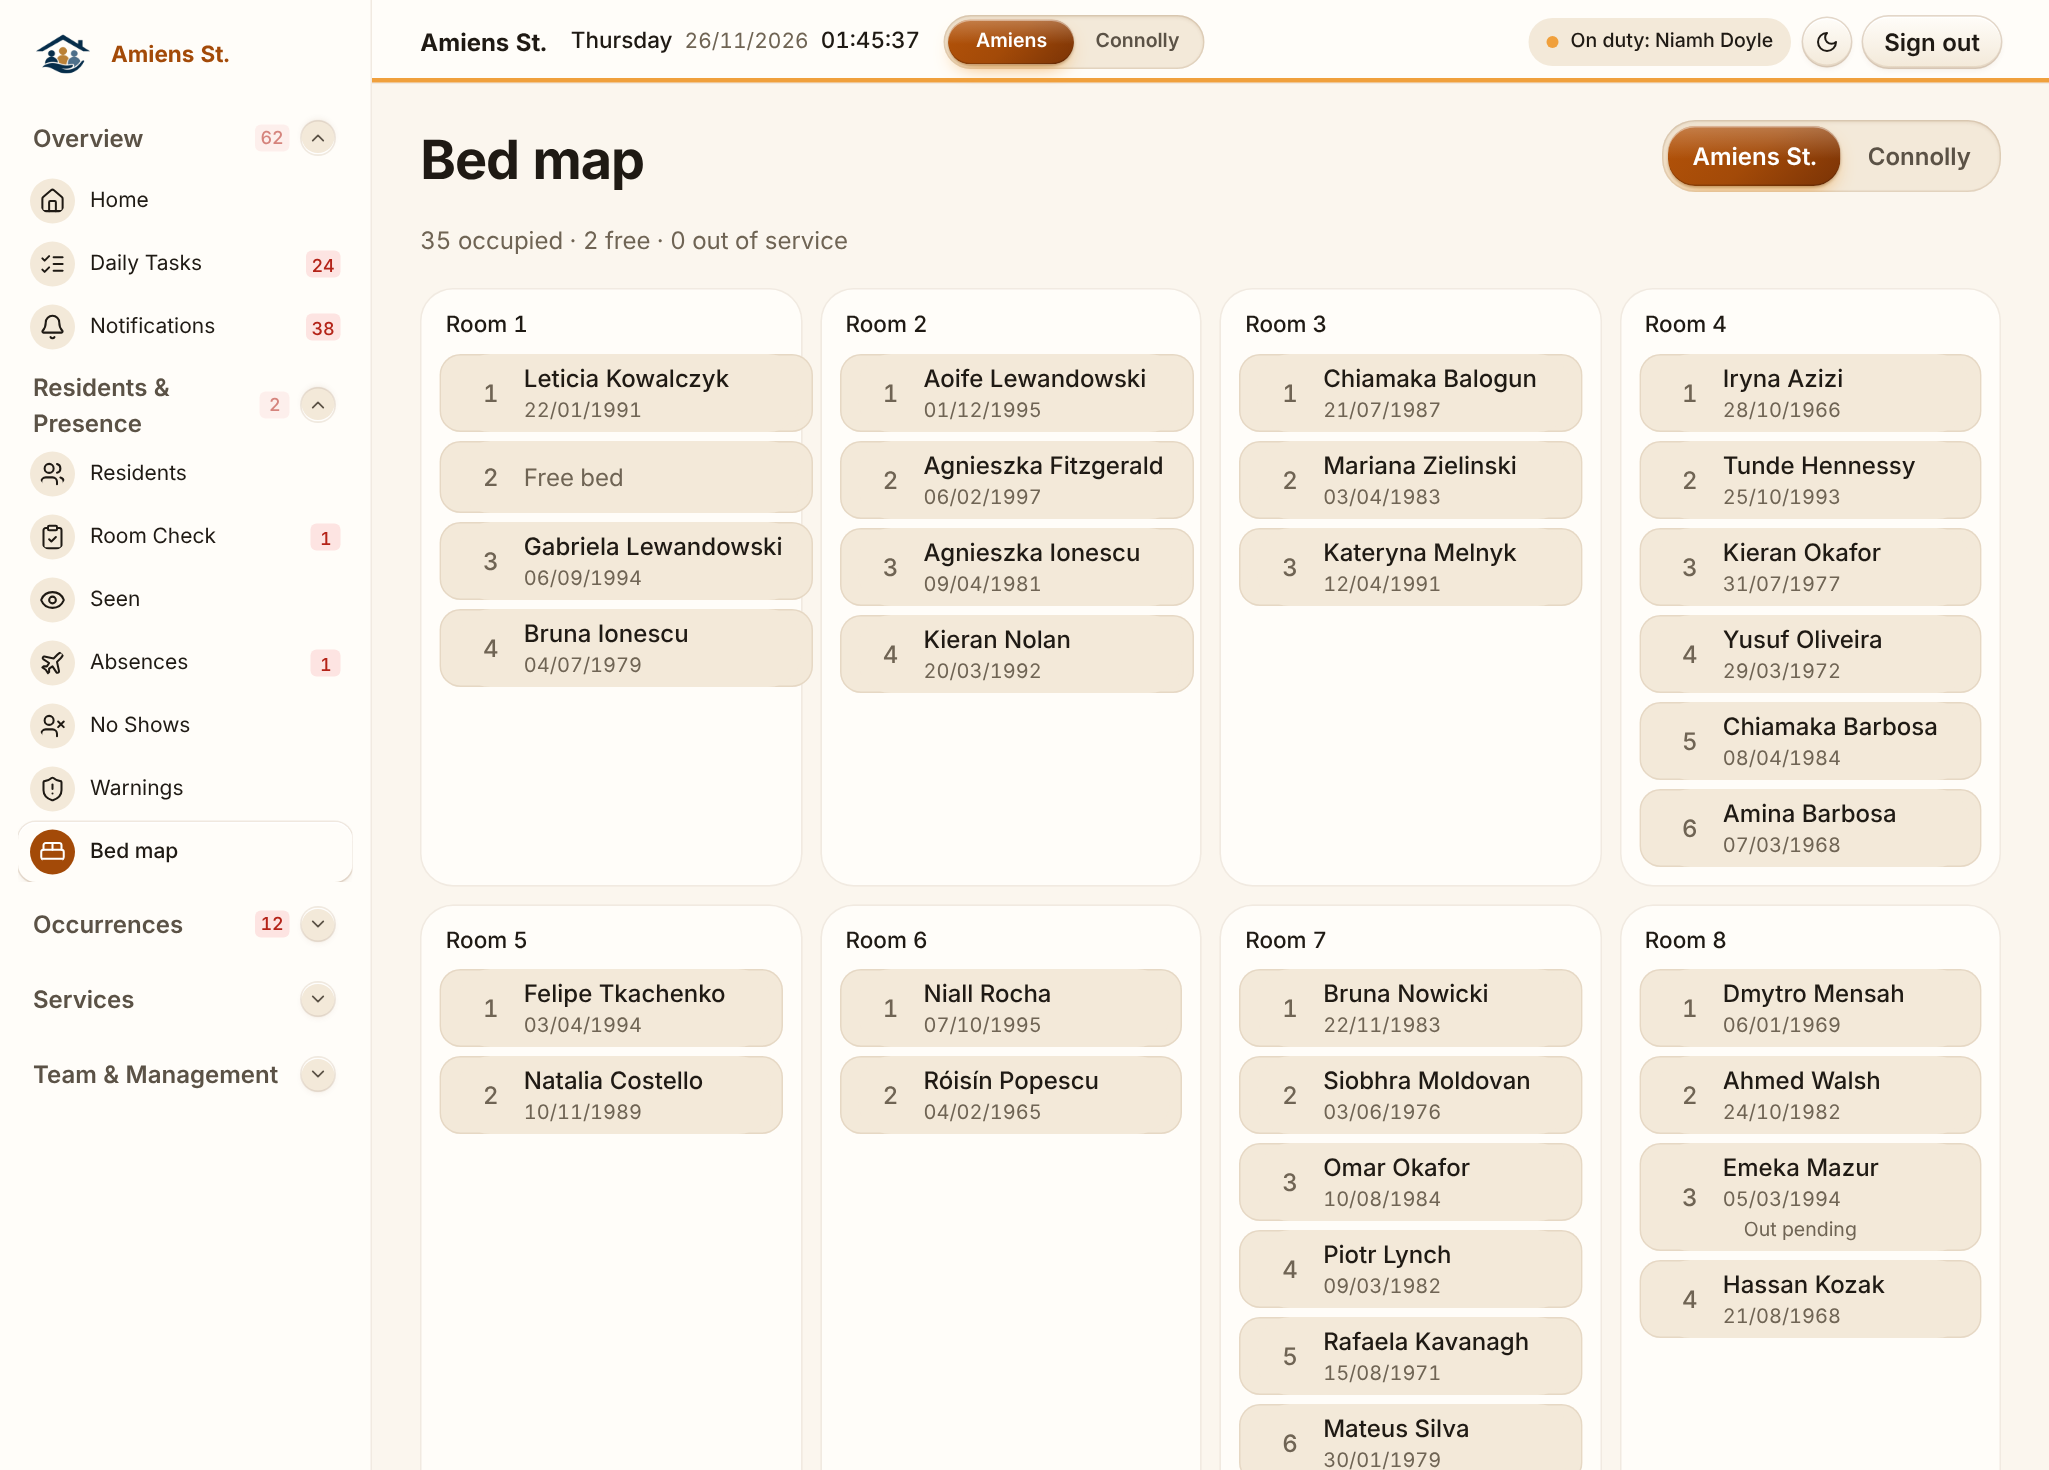 Amiens St.
Overview
62
Home
Daily Tasks
24
Notifications
38
Residents &
Presence
2
Residents
Room Check
1
Seen
Absences
1
No Shows
Warnings
Bed map
Occurrences
12
Services
Team & Management
Amiens St.
Thursday 26/11/2026 01:45:37
Amiens
Connolly
On duty: Niamh Doyle
Sign out
Bed map
Amiens St.
Connolly
35 occupied · 2 free · 0 out of service
Room 1
1
Leticia Kowalczyk
22/01/1991
2
Free bed
3
Gabriela Lewandowski
06/09/1994
4
Bruna Ionescu
04/07/1979
Room 2
1
Aoife Lewandowski
01/12/1995
2
Agnieszka Fitzgerald
06/02/1997
3
Agnieszka Ionescu
09/04/1981
4
Kieran Nolan
20/03/1992
Room 3
1
Chiamaka Balogun
21/07/1987
2
Mariana Zielinski
03/04/1983
3
Kateryna Melnyk
12/04/1991
Room 4
1
Iryna Azizi
28/10/1966
2
Tunde Hennessy
25/10/1993
3
Kieran Okafor
31/07/1977
4
Yusuf Oliveira
29/03/1972
5
Chiamaka Barbosa
08/04/1984
6
Amina Barbosa
07/03/1968
Room 5
1
Felipe Tkachenko
03/04/1994
2
Natalia Costello
10/11/1989
Room 6
1
Niall Rocha
07/10/1995
2
Róisín Popescu
04/02/1965
Room 7
1
Bruna Nowicki
22/11/1983
2
Siobhra Moldovan
03/06/1976
3
Omar Okafor
10/08/1984
4
Piotr Lynch
09/03/1982
5
Rafaela Kavanagh
15/08/1971
6
Mateus Silva
30/01/1979
Room 8
1
Dmytro Mensah
06/01/1969
2
Ahmed Walsh
24/10/1982
3
Emeka Mazur
05/03/1994
Out pending
4
Hassan Kozak
21/08/1968